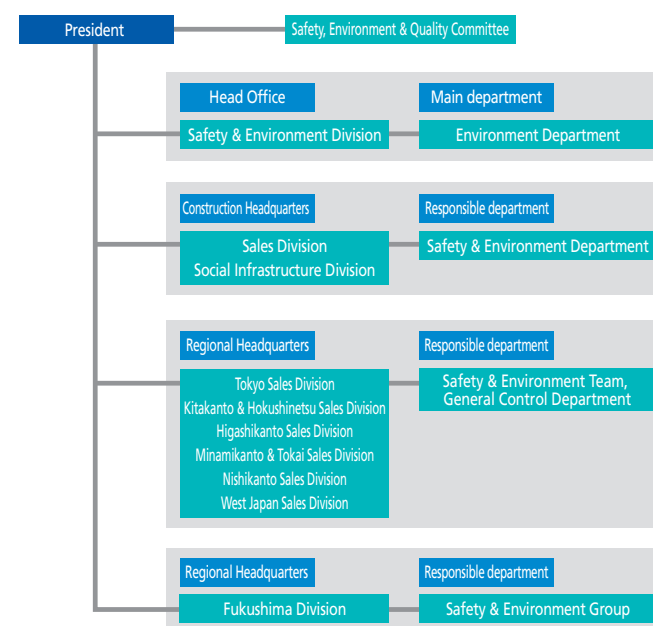 President
Safety, Environment & Quality Committee
Head Office
Main department
Safety & Environment Division
Environment Department
Construction Headquarters
Responsible department
Sales Division
Social Infrastructure Division
Safety & Environment Department
Regional Headquarters
Responsible department
Tokyo Sales Division
Kitakanto & Hokushinetsu Sales Division
Higashikanto Sales Division
Minamikanto & Tokai Sales Division
Nishikanto Sales Division
West Japan Sales Division
Safety & Environment Team,
General Control Department
Regional Headquarters
Responsible department
Fukushima Division
Safety & Environment Group